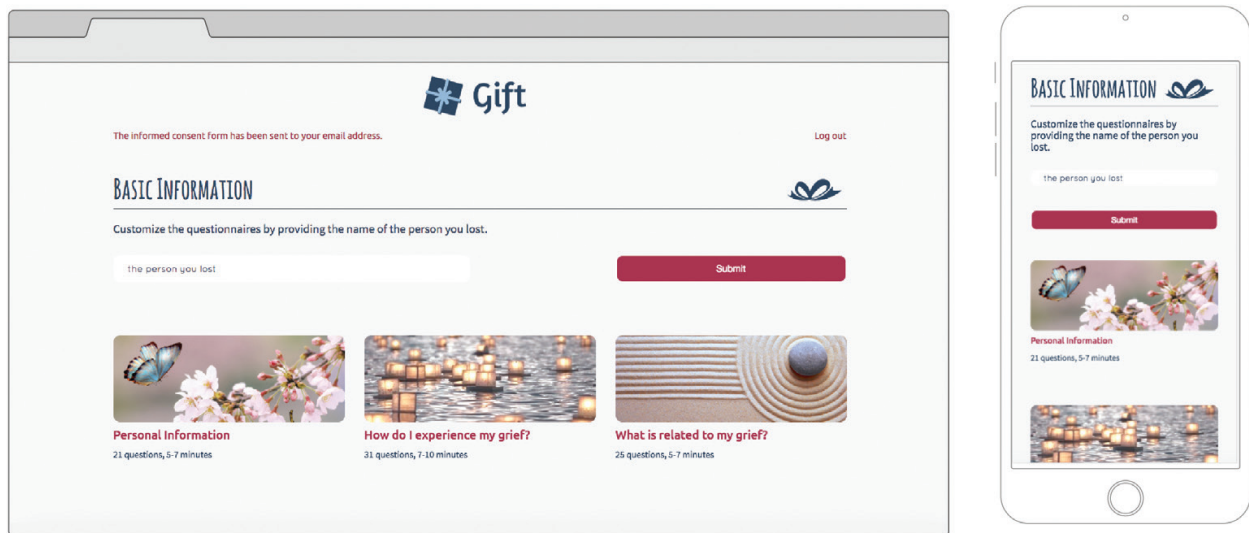 Gift
The informed consent form has been sent to your email address.
Log out
Basic Information
Customize the questionnaires by providing the name of the person you lost.
the person you lost
Submit
Personal Information
21 questions, 5-7 minutes
How do I experience my grief?
31 questions, 7-10 minutes
What is related to my grief?
25 questions, 5-7 minutes
Basic Information
Customize the questionnaires by
providing the name of the person you
lost.
the person you lost
Submit
Personal Information
21 questions, 5-7 minutes